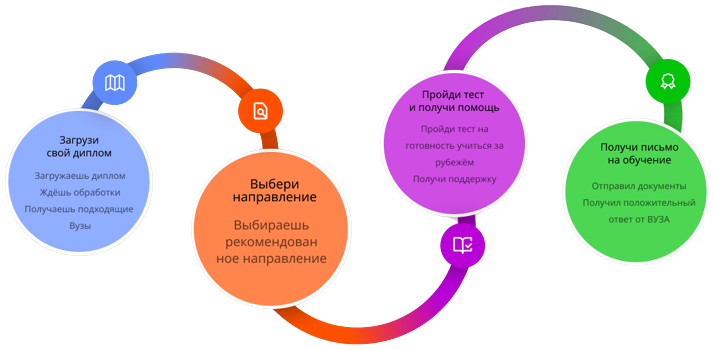 Загрузи
свой диплом
Загружаешь диплом
Ждёшь обработки
Получаешь подходящие
Вузы
Выбери
направление
Выбираешь
рекомендован
ное направление
Пройди тест
и получи помощь
Пройди тест на
готовность учиться за
рубежём
Получи поддержку
Получи письмо
на обучение
Отправил документы
Получил положительный
ответ от ВУЗА